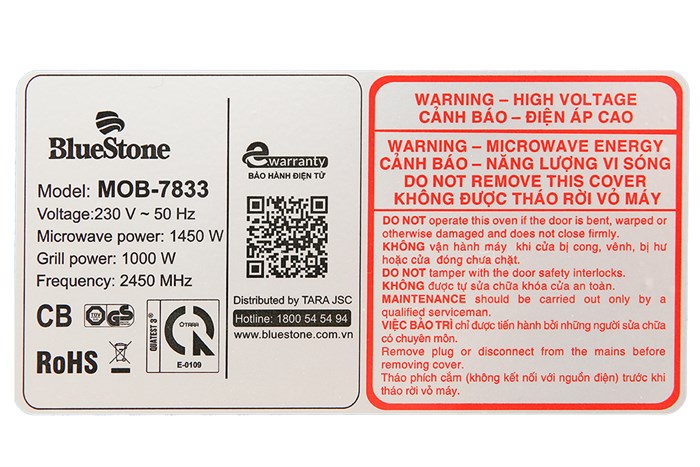 BLUESTONE
Model: MOB-7833
Voltage:230 V ~ 50 Hz
Microwave power: 1450 W
Grill power: 1000 W
Frequency: 2450 MHz
CB
RoHS
QUATEST 3®
TARA
E-0109
ewarranty
BẢO HÀNH ĐIỆN TỬ
Distributed by TARA JSC
Hotline: 1800 54 54 94
www.bluestone.com.vn
WARNING – HIGH VOLTAGE
CẢNH BÁO – ĐIỆN ÁP CAO
WARNING – MICROWAVE ENERGY
CẢNH BÁO – NĂNG LƯỢNG VI SÓNG
DO NOT REMOVE THIS COVER
KHÔNG ĐƯỢC THÁO RỜI VỎ MÁY
DO NOT operate this oven if the door is bent, warped or
otherwise damaged and does not close firmly.
KHÔNG vận hành máy khi cửa bị cong, vênh, bị hư
hoặc cửa đóng chưa chặt.
DO NOT tamper with the door safety interlocks.
KHÔNG được tự sửa chữa khóa cửa an toàn.
MAINTENANCE should be carried out only by a
qualified serviceman.
VIỆC BẢO TRÌ chỉ được tiến hành bởi những người sửa chữa
có chuyên môn.
Remove plug or disconnect from the mains before
removing cover.
Tháo phích cắm (không kết nối với nguồn điện) trước khi
tháo rời vỏ máy.